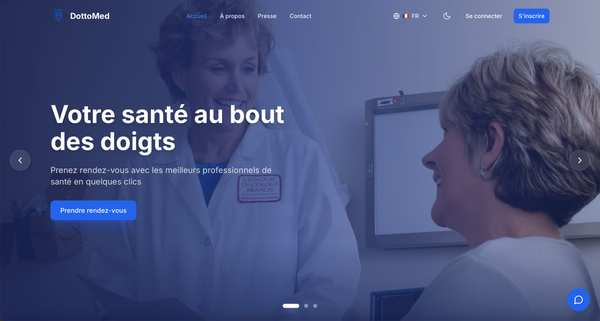 DottoMed
Accueil
À propos
Presse
Contact
FR
Se connecter
S'inscrire
Votre santé au bout
des doigts
Prenez rendez-vous avec les meilleurs professionnels de
santé en quelques clics
Prendre rendez-vous